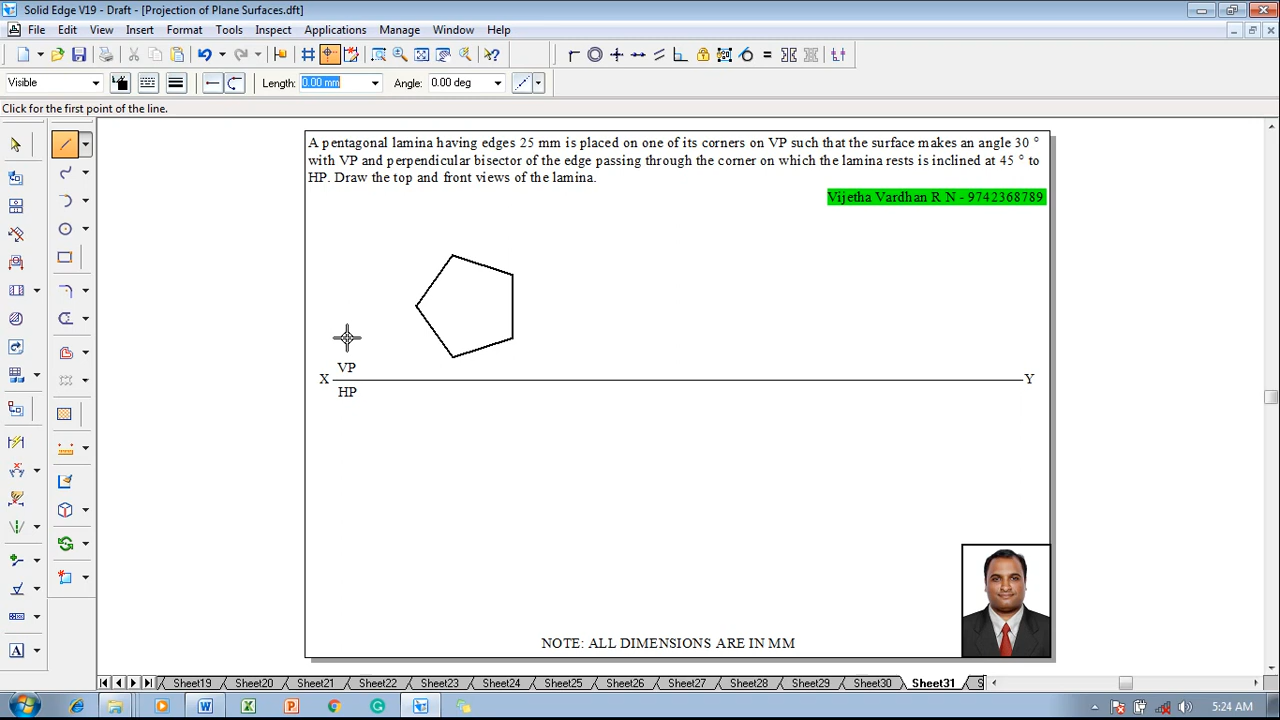 Solid Edge V19 - Draft - [Projection of Plane Surfaces.dft]
File Edit View Insert Format Tools Inspect Applications Manage Window Help
Visible Length: 0.00 mm Angle: 0.00 deg
Click for the first point of the line.
A pentagonal lamina having edges 25 mm is placed on one of its corners on VP such that the surface makes an angle 30 °
with VP and perpendicular bisector of the edge passing through the corner on which the lamina rests is inclined at 45 ° to
HP. Draw the top and front views of the lamina.
Vijetha Vardhan R N - 9742368789
VP
X Y
HP
NOTE: ALL DIMENSIONS ARE IN MM
Sheet19 Sheet20 Sheet21 Sheet22 Sheet23 Sheet24 Sheet25 Sheet26 Sheet27 Sheet28 Sheet29 Sheet30 Sheet31 S
5:24 AM